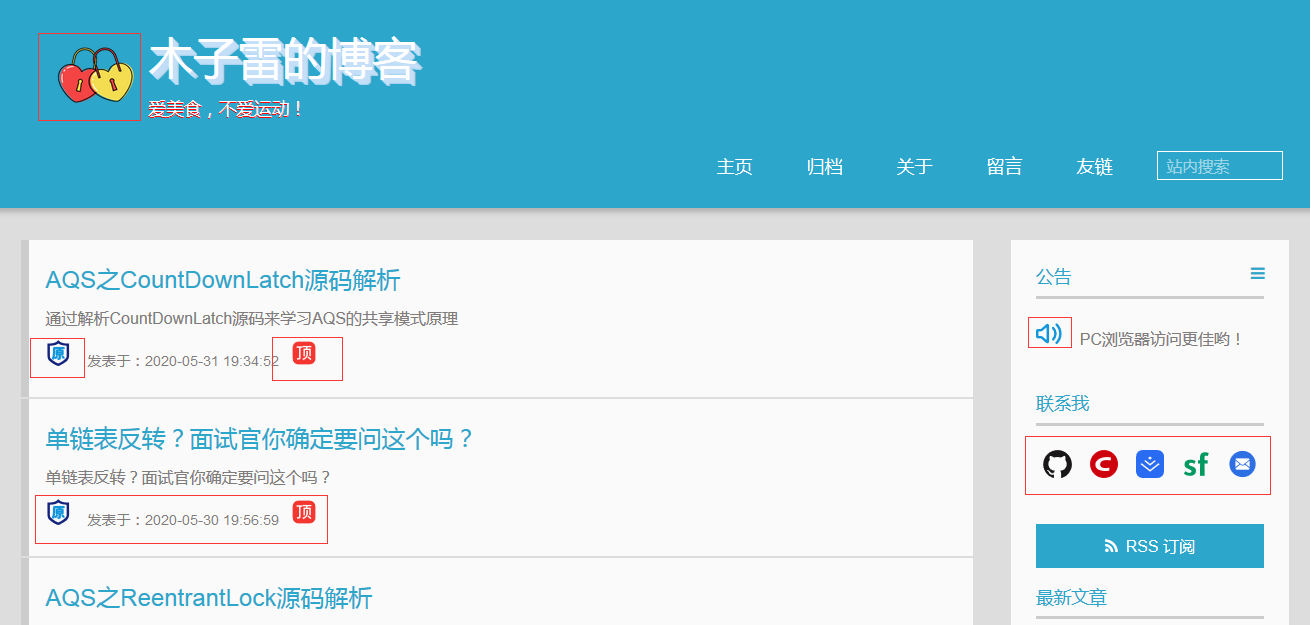 木子雷的博客
爱美食，不爱运动！
主页 归档 关于 留言 友链 站内搜索
AQS之CountDownLatch源码解析
通过解析CountDownLatch源码来学习AQS的共享模式原理
原 发表于：2020-05-31 19:34:52 顶
单链表反转？面试官你确定要问这个吗？
单链表反转？面试官你确定要问这个吗？
原 发表于：2020-05-30 19:56:59 顶
AQS之ReentrantLock源码解析
公告
PC浏览器访问更佳哟！
联系我
C sf
RSS 订阅
最新文章